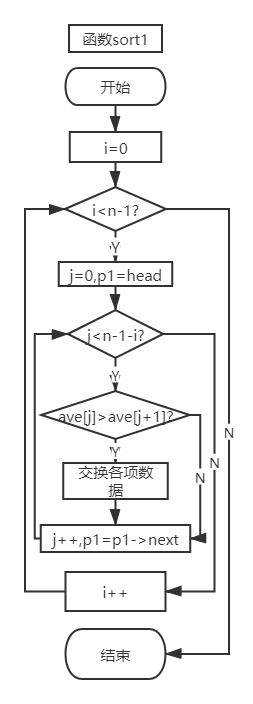 函数sort1
开始
i=0
i<n-1?
Y
j=0,p1=head
j<n-1-i?
Y
N
ave[j]>ave[j+1]?
Y
N
N
交换各项数
据
j++,p1=p1->next
i++
结束